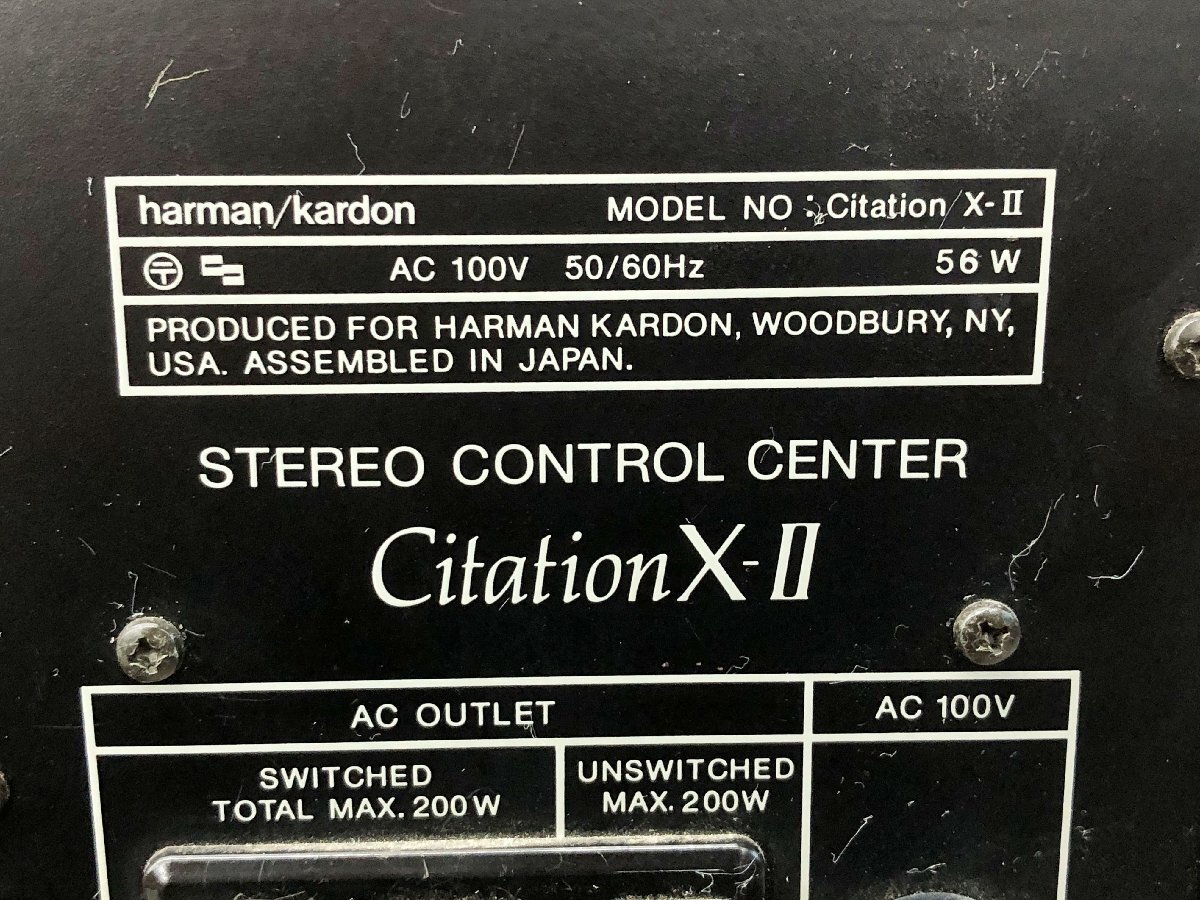 harman/kardon MODEL NO : Citation X-II
〒 AC 100V 50/60Hz 56 W
PRODUCED FOR HARMAN KARDON, WOODBURY, NY,
USA. ASSEMBLED IN JAPAN.
STEREO CONTROL CENTER
Citation X-II
AC OUTLET
AC 100V
SWITCHED
TOTAL MAX. 200W
UNSWITCHED
MAX. 200W